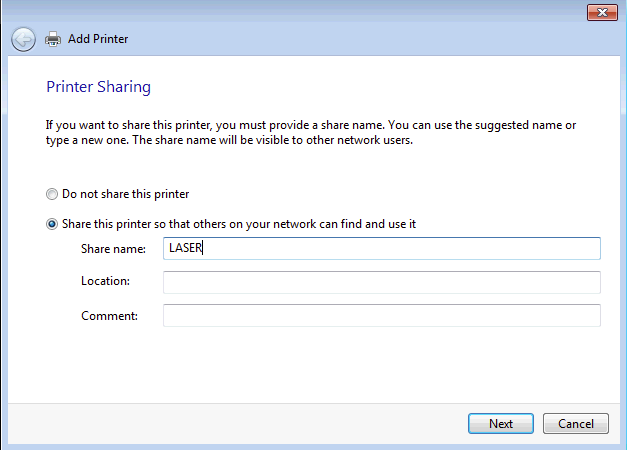 Add Printer
Printer Sharing
If you want to share this printer, you must provide a share name. You can use the suggested name or
type a new one. The share name will be visible to other network users.
Do not share this printer
Share this printer so that others on your network can find and use it
Share name: LASER
Location:
Comment:
Next Cancel